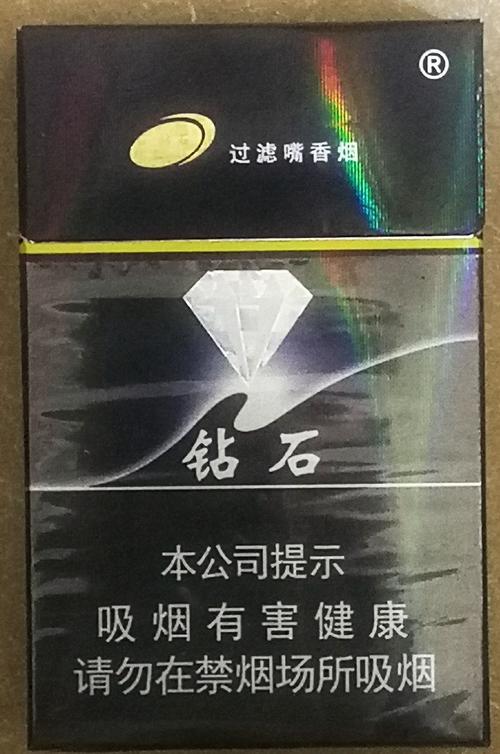 ®
过滤嘴香烟
钻石
本公司提示
吸烟有害健康
请勿在禁烟场所吸烟